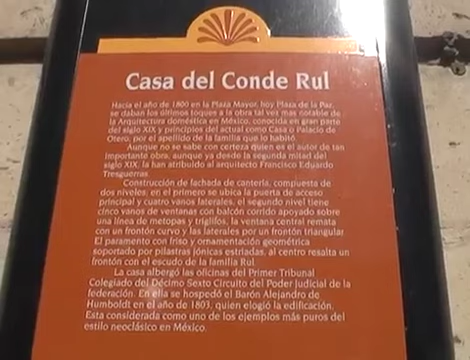 Casa del Conde Rul
Hacia el año de 1800 en la Plaza Mayor, hoy Plaza de la Paz,
se daban los últimos toques a la obra tal vez mas notable de
la Arquitectura doméstica en México, conocida en gran parte
del siglo XIX y principios del actual como Casa o Palacio de
Otero, por el apellido de la familia que lo habitó.
Aunque no se sabe con certeza quien es el autor de tan
importante obra, aunque ya desde la segunda mitad del
siglo XIX, la han atribuido al arquitecto Francisco Eduardo
Tresguerras.
Construcción de fachada de cantería, compuesta de
dos niveles, en el primero se ubica la puerta de acceso
principal y cuatro vanos laterales, el segundo nivel tiene
cinco vanos de ventanas con balcón corrido apoyado sobre
una línea de metopas y triglifos, la ventana central remata
con un frontón curvo y las laterales por un frontón triangular.
El paramento con friso y ornamentación geométrica
soportado por pilastras jónicas estriadas, al centro resalta un
frontón con el escudo de la familia Rul.
La casa albergó las oficinas del Primer Tribunal
Colegiado del Décimo Sexto Circuito del Poder Judicial de la
federación. En ella se hospedó el Barón Alejandro de
Humboldt en el año de 1803, quien elogió la edificación.
Esta considerada como uno de los ejemplos más puros del
estilo neoclásico en México.